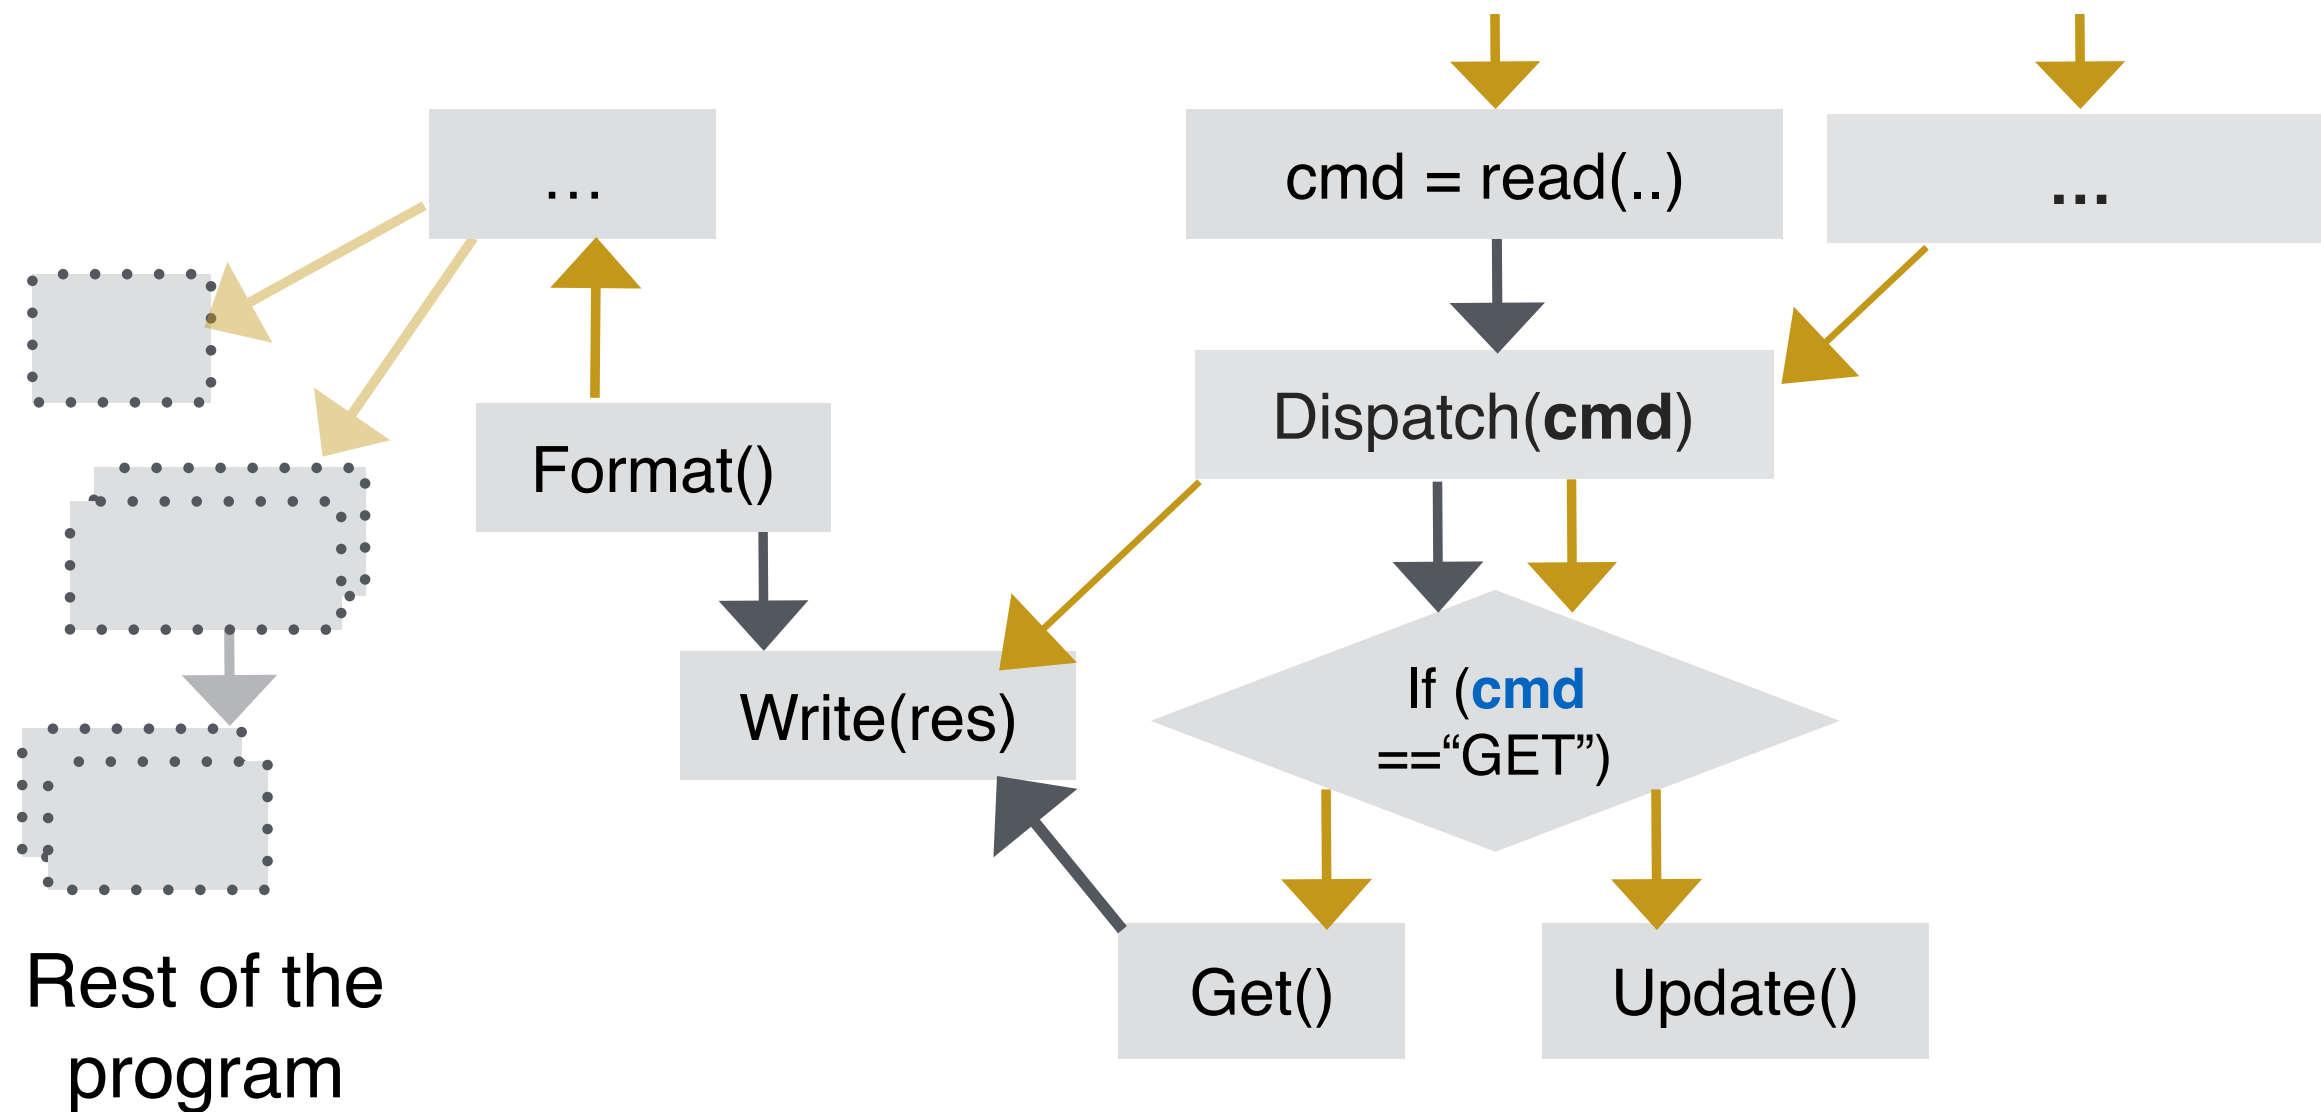 …
cmd = read(..)
...
Dispatch(cmd)
Format()
Write(res)
If (cmd
==“GET”)
Get()
Update()
Rest of the
program